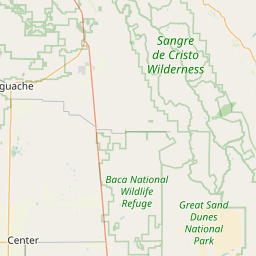 Sangre
de Cristo
Wilderness
guache
Baca National
Wildlife
Refuge
Great Sand
Dunes
National
Park
Center